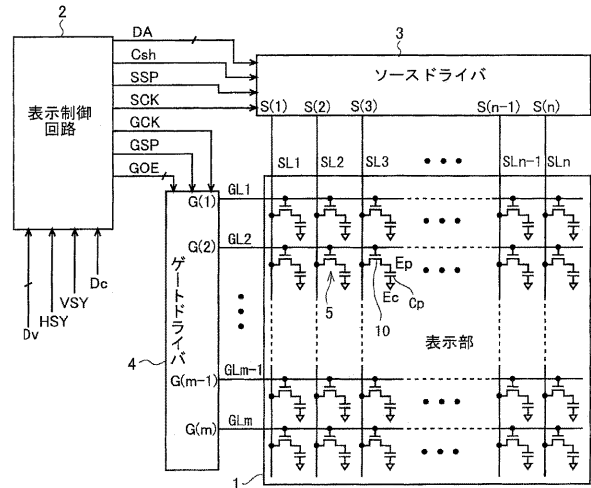 2
DA
Csh
SSP
SCK
GCK
GSP
GOE
表示制御
回路
3
ソースドライバ
S(1) S(2) S(3) S(n-1) S(n)
SL1 SL2 SL3 SLn-1 SLn
G(1) GL1
G(2) GL2
Ep
Ec Cp
5 10
表示部
Dv HSY VSY Dc
4
ゲートドライバ
G(m-1) GLm-1
G(m) GLm
1